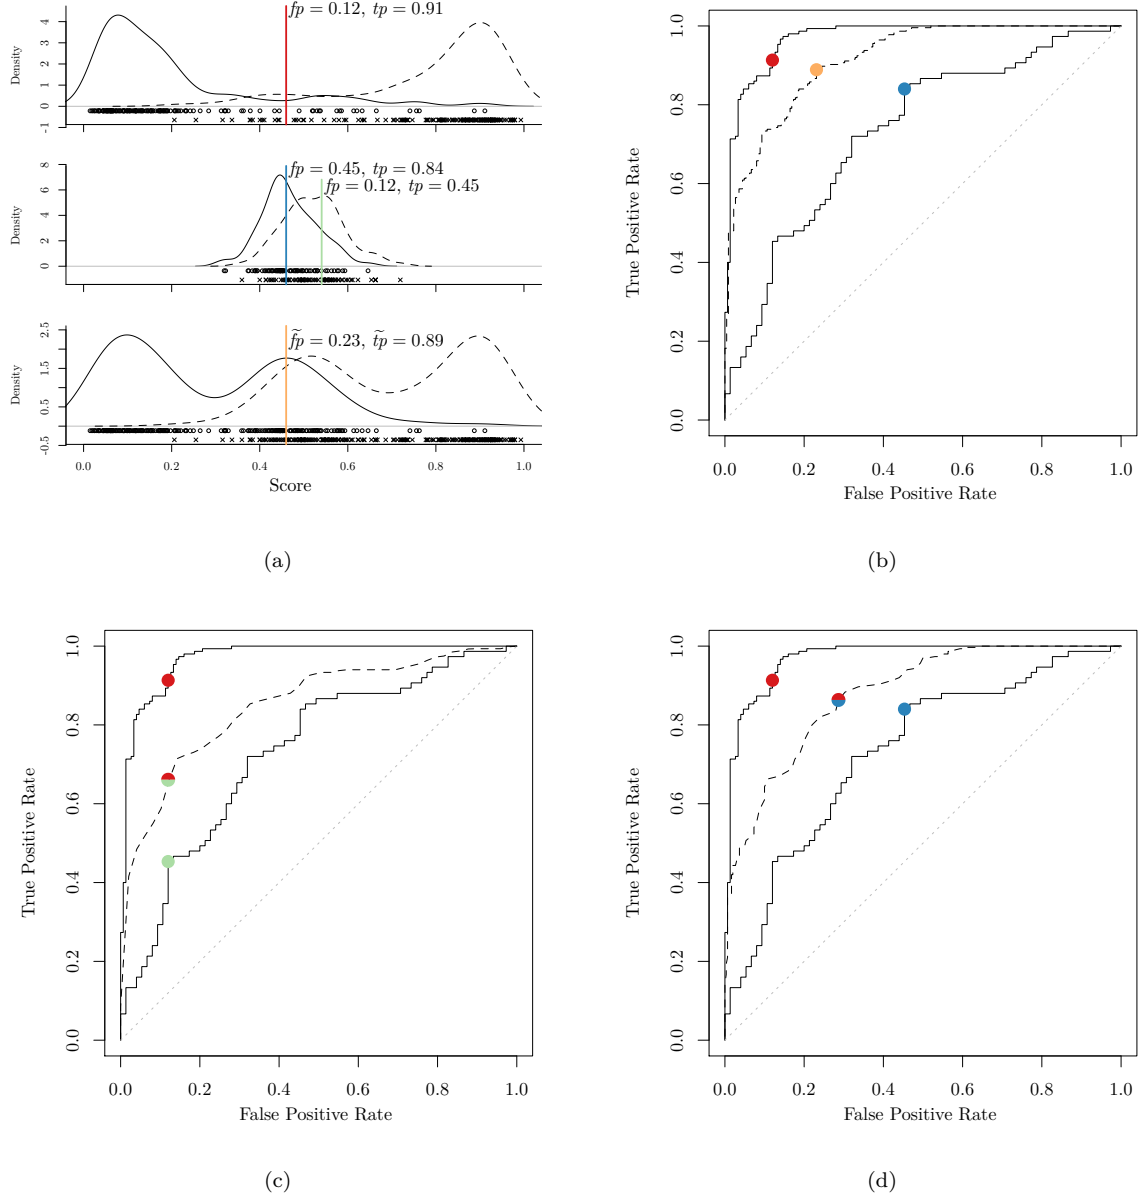 fp = 0.12, tp = 0.91
Density
-1 0 1 2 3 4
fp = 0.45, tp = 0.84
fp = 0.12, tp = 0.45
Density
0 2 4 6 8
f̃p = 0.23, t̃p = 0.89
Density
-0.5 0.5 1.5 2.5
0.0 0.2 0.4 0.6 0.8 1.0
Score
(a)
True Positive Rate
0.0 0.2 0.4 0.6 0.8 1.0
0.0 0.2 0.4 0.6 0.8 1.0
False Positive Rate
(b)
True Positive Rate
0.0 0.2 0.4 0.6 0.8 1.0
0.0 0.2 0.4 0.6 0.8 1.0
False Positive Rate
(c)
True Positive Rate
0.0 0.2 0.4 0.6 0.8 1.0
0.0 0.2 0.4 0.6 0.8 1.0
False Positive Rate
(d)